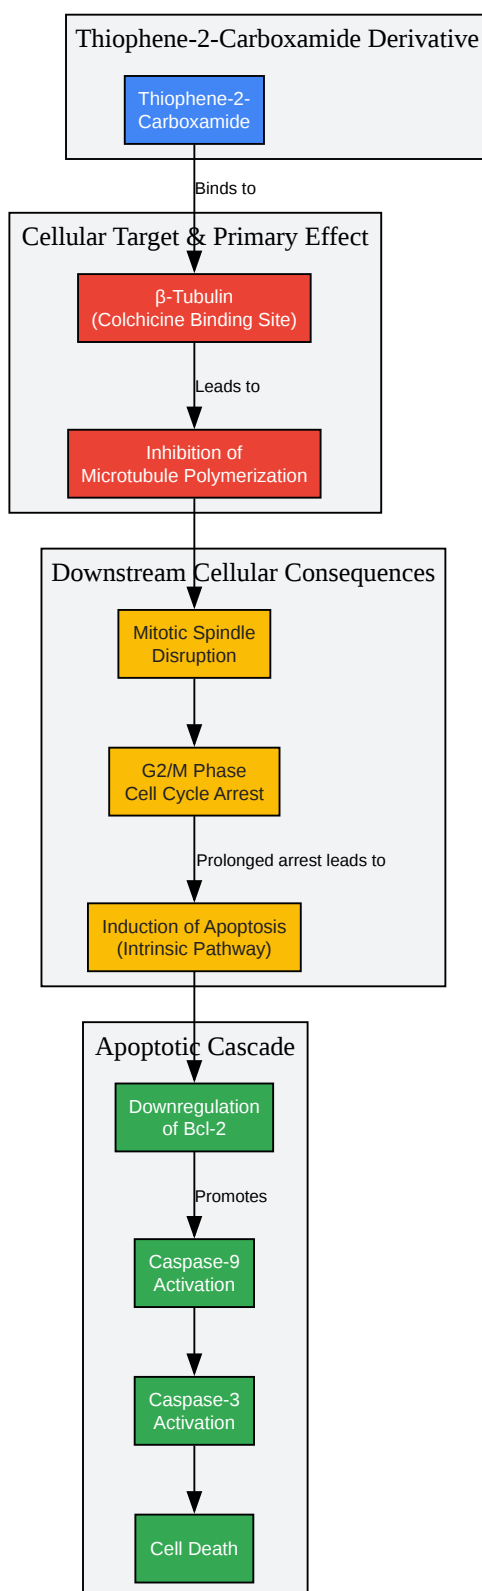 Thiophene-2-Carboxamide Derivative
Thiophene-2-
Carboxamide
Binds to
Cellular Target & Primary Effect
β-Tubulin
(Colchicine Binding Site)
Leads to
Inhibition of
Microtubule Polymerization
Downstream Cellular Consequences
Mitotic Spindle
Disruption
G2/M Phase
Cell Cycle Arrest
Prolonged arrest leads to
Induction of Apoptosis
(Intrinsic Pathway)
Apoptotic Cascade
Downregulation
of Bcl-2
Promotes
Caspase-9
Activation
Caspase-3
Activation
Cell Death